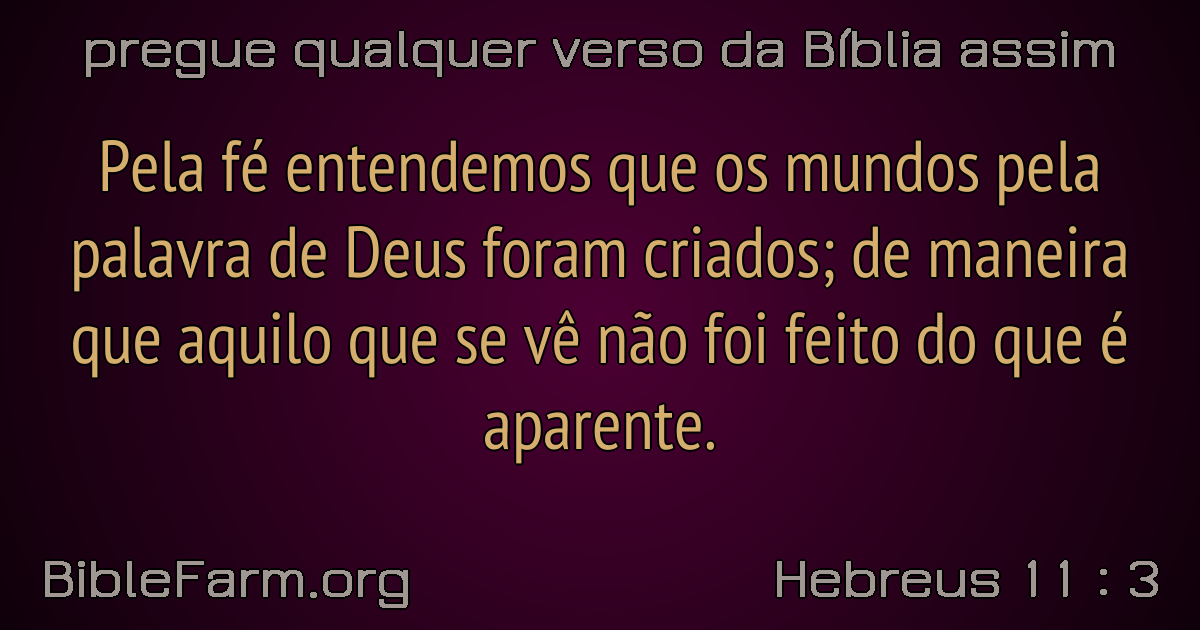 pregue qualquer verso da Bíblia assim
Pela fé entendemos que os mundos pela
palavra de Deus foram criados; de maneira
que aquilo que se vê não foi feito do que é
aparente.
BibleFarm.org
Hebreus 11 : 3